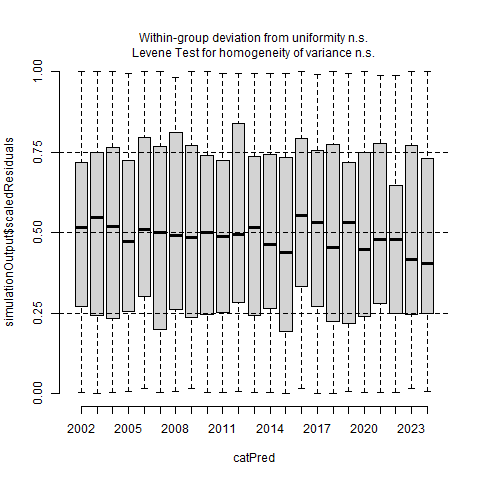 Within-group deviation from uniformity n.s.
Levene Test for homogeneity of variance n.s.
simulationOutput$scaledResiduals
1.00
0.75
0.50
0.25
0.00
2002 2005 2008 2011 2014 2017 2020 2023
catPred